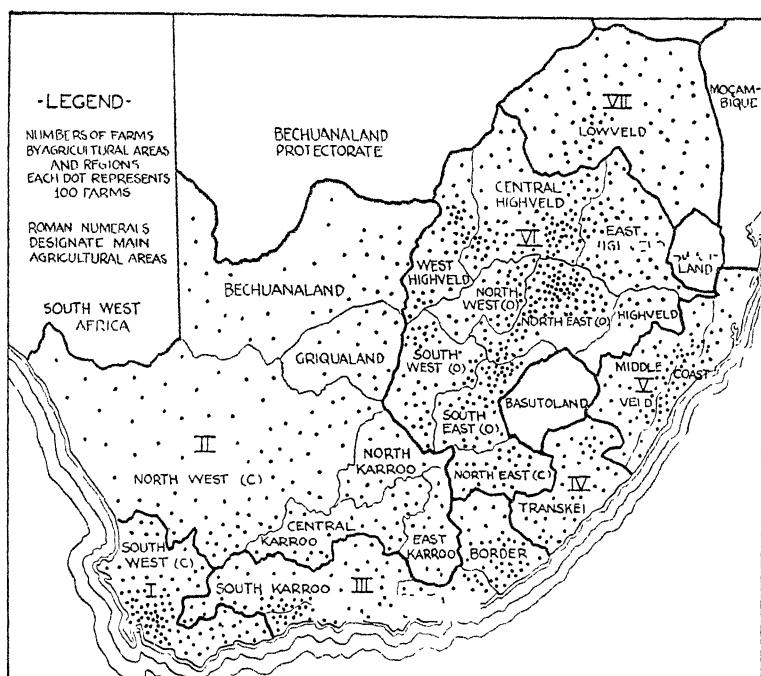 -LEGEND-
NUMBERS OF FARMS
BY AGRICULTURAL AREAS
AND REGIONS
EACH DOT REPRESENTS
100 FARMS
ROMAN NUMERALS
DESIGNATE MAIN
AGRICULTURAL AREAS
SOUTH WEST
AFRICA
BECHUANALAND
PROTECTORATE
MOÇAM-
BIQUE
VII
LOWVELD
CENTRAL
HIGHVELD
VI
EAST
LAND
WEST
HIGHVELD
BECHUANALAND
NORTH
WEST (O)
NORTH EAST (O)
HIGHVELD
GRIQUALAND
SOUTH
WEST (O)
MIDDLE
V
VELD
COAST
BASUTOLAND
SOUTH
EAST (O)
II
NORTH WEST (C)
NORTH
KARROO
NORTH EAST (C)
IV
TRANSKEI
CENTRAL
KARROO
EAST
KARROO
BORDER
SOUTH
WEST (C)
I
SOUTH KARROO
III